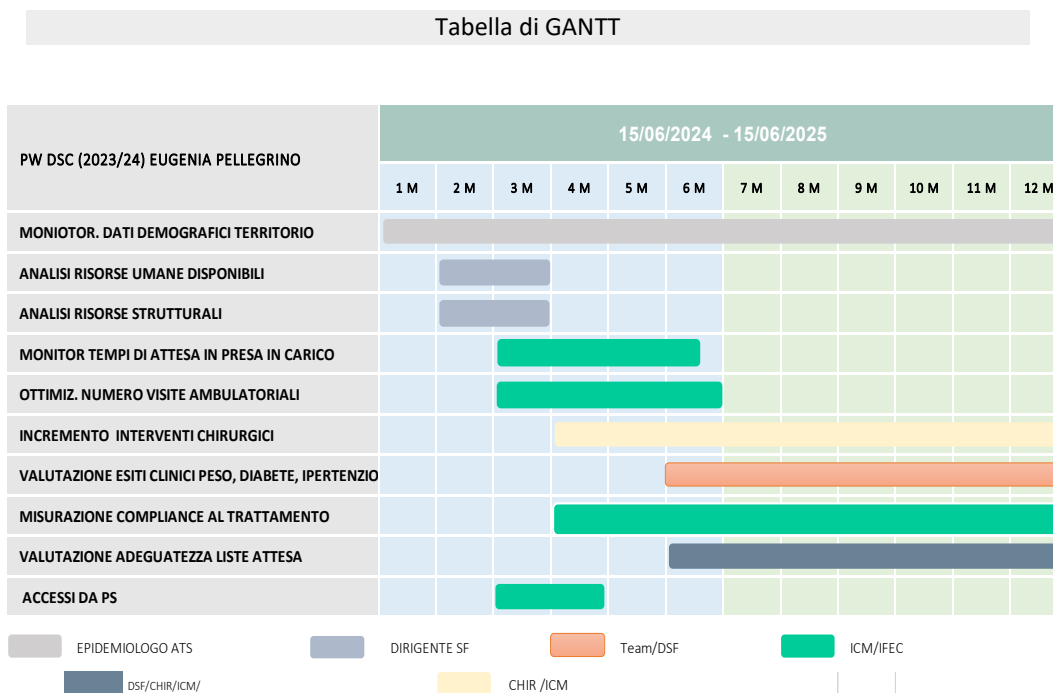 Tabella di GANTT
PW DSC (2023/24) EUGENIA PELLEGRINO
15/06/2024 - 15/06/2025
1 M 2 M 3 M 4 M 5 M 6 M 7 M 8 M 9 M 10 M 11 M 12 M
MONIOTOR. DATI DEMOGRAFICI TERRITORIO
ANALISI RISORSE UMANE DISPONIBILI
ANALISI RISORSE STRUTTURALI
MONITOR TEMPI DI ATTESA IN PRESA IN CARICO
OTTIMIZ. NUMERO VISITE AMBULATORIALI
INCREMENTO INTERVENTI CHIRURGICI
VALUTAZIONE ESITI CLINICI PESO, DIABETE, IPERTENZIO
MISURAZIONE COMPLIANCE AL TRATTAMENTO
VALUTAZIONE ADEGUATEZZA LISTE ATTESA
ACCESSI DA PS
EPIDEMIOLOGO ATS DIRIGENTE SF Team/DSF ICM/IFEC
DSF/CHIR/ICM/ CHIR /ICM